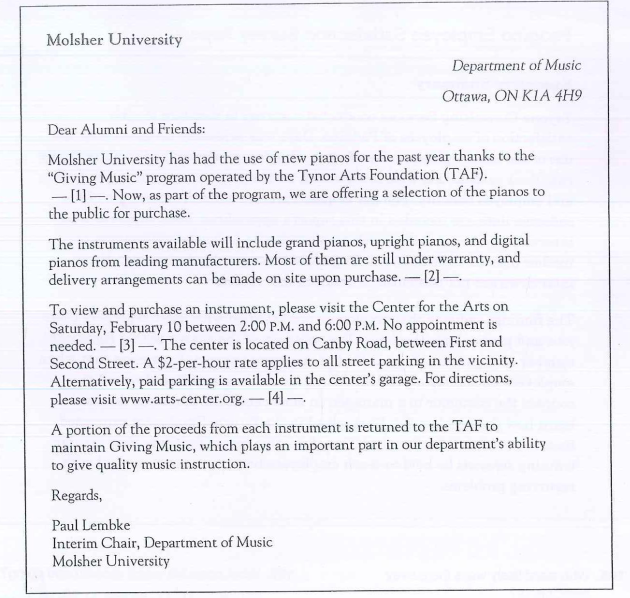 Molsher University
Department of Music
Ottawa, ON K1A 4H9
Dear Alumni and Friends:
Molsher University has had the use of new pianos for the past year thanks to the
“Giving Music” program operated by the Tynor Arts Foundation (TAF).
— [1] —. Now, as part of the program, we are offering a selection of the pianos to
the public for purchase.
The instruments available will include grand pianos, upright pianos, and digital
pianos from leading manufacturers. Most of them are still under warranty, and
delivery arrangements can be made on site upon purchase. — [2] —.
To view and purchase an instrument, please visit the Center for the Arts on
Saturday, February 10 between 2:00 P.M. and 6:00 P.M. No appointment is
needed. — [3] —. The center is located on Canby Road, between First and
Second Street. A $2-per-hour rate applies to all street parking in the vicinity.
Alternatively, paid parking is available in the center’s garage. For directions,
please visit www.arts-center.org. — [4] —.
A portion of the proceeds from each instrument is returned to the TAF to
maintain Giving Music, which plays an important part in our department’s ability
to give quality music instruction.
Regards,
Paul Lembke
Interim Chair, Department of Music
Molsher University